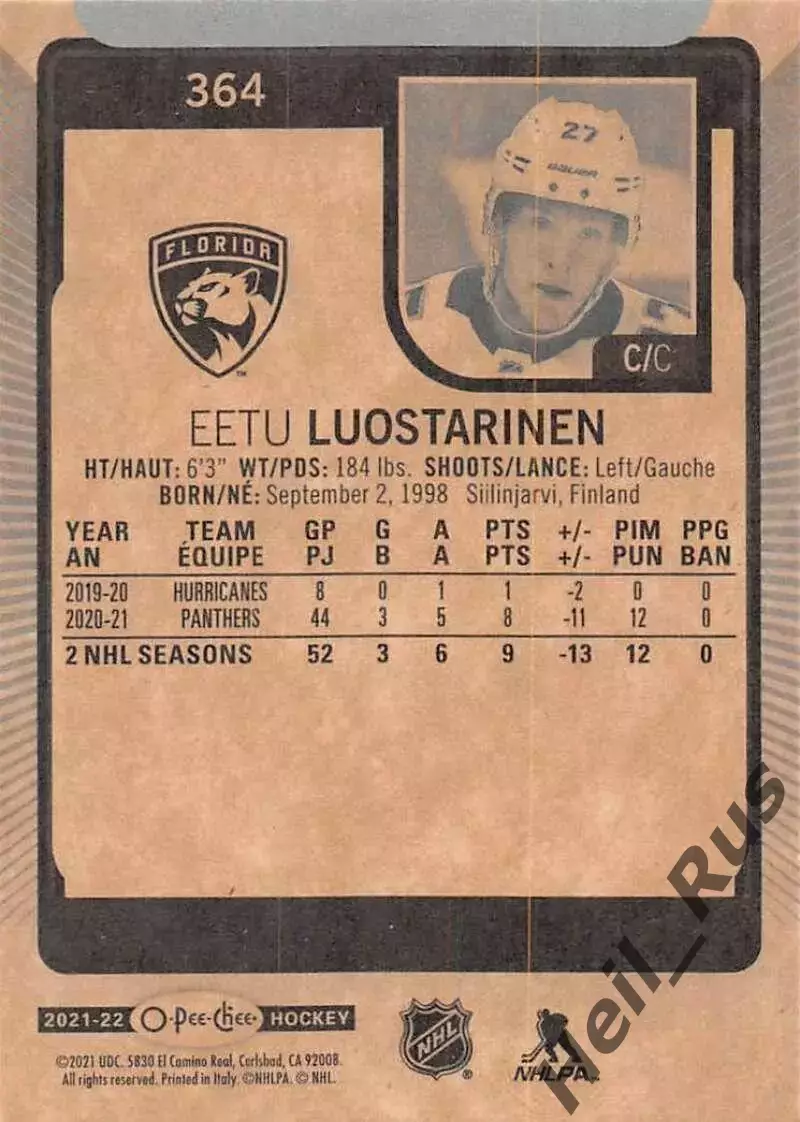 364
27
BAUER
FLORIDA
TM
C/C
EETU LUOSTARINEN
HT/HAUT: 6'3" WT/PDS: 184 lbs. SHOOTS/LANCE: Left/Gauche
BORN/NÉ: September 2, 1998 Siilinjarvi, Finland
YEAR TEAM GP G A PTS +/- PIM PPG
AN ÉQUIPE PJ B A PTS +/- PUN BAN
2019-20 HURRICANES 8 0 1 1 -2 0 0
2020-21 PANTHERS 44 3 5 8 -11 12 0
2 NHL SEASONS 52 3 6 9 -13 12 0
2021-22 O-Pee-Chee HOCKEY
NHL ®
NHLPA
©2021 UDC. 5830 El Camino Real, Carlsbad, CA 92008.
All rights reserved. Printed in Italy. ©NHLPA. © NHL.
Heil_Rus